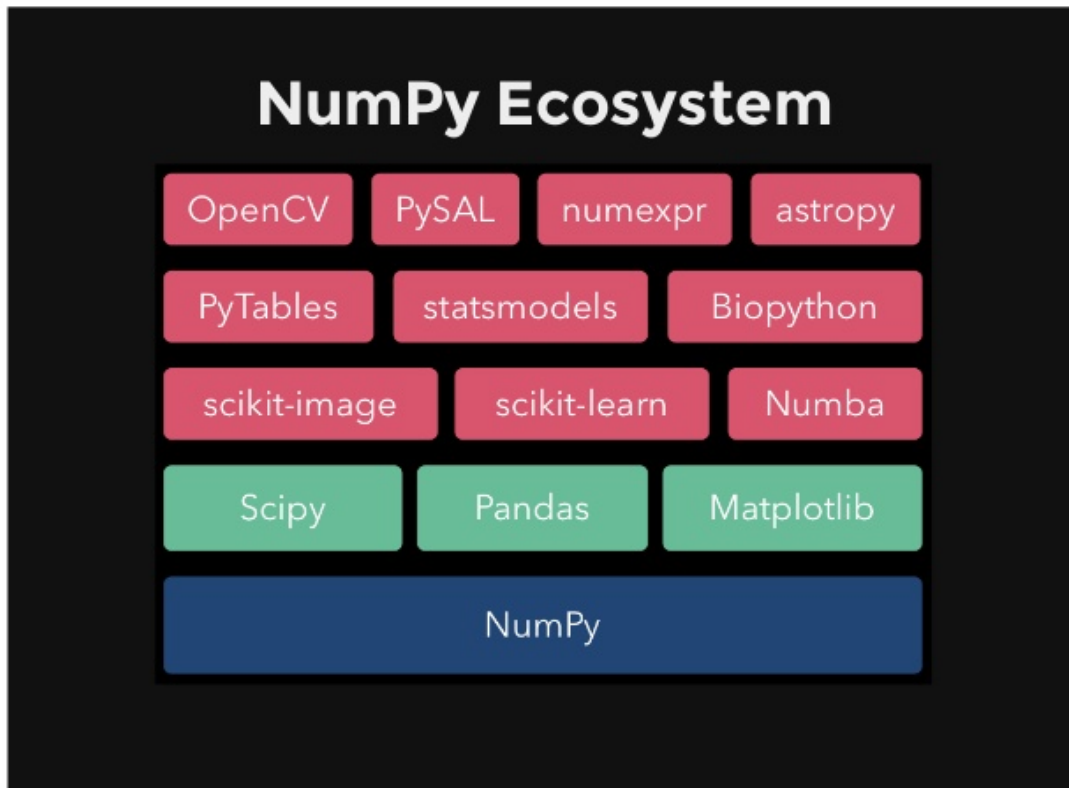 NumPy Ecosystem
OpenCV PySAL numexpr astropy
PyTables statsmodels Biopython
scikit-image scikit-learn Numba
Scipy Pandas Matplotlib
NumPy